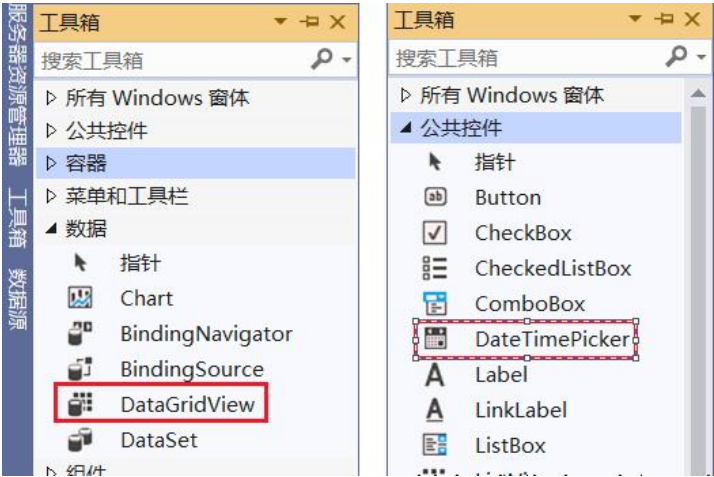 服务器资源管理器
工具箱
数据源
工具箱
搜索工具箱
所有 Windows 窗体
公共控件
容器
菜单和工具栏
数据
指针
Chart
BindingNavigator
BindingSource
DataGridView
DataSet
组件
工具箱
搜索工具箱
所有 Windows 窗体
公共控件
指针
Button
CheckBox
CheckedListBox
ComboBox
DateTimePicker
Label
LinkLabel
ListBox